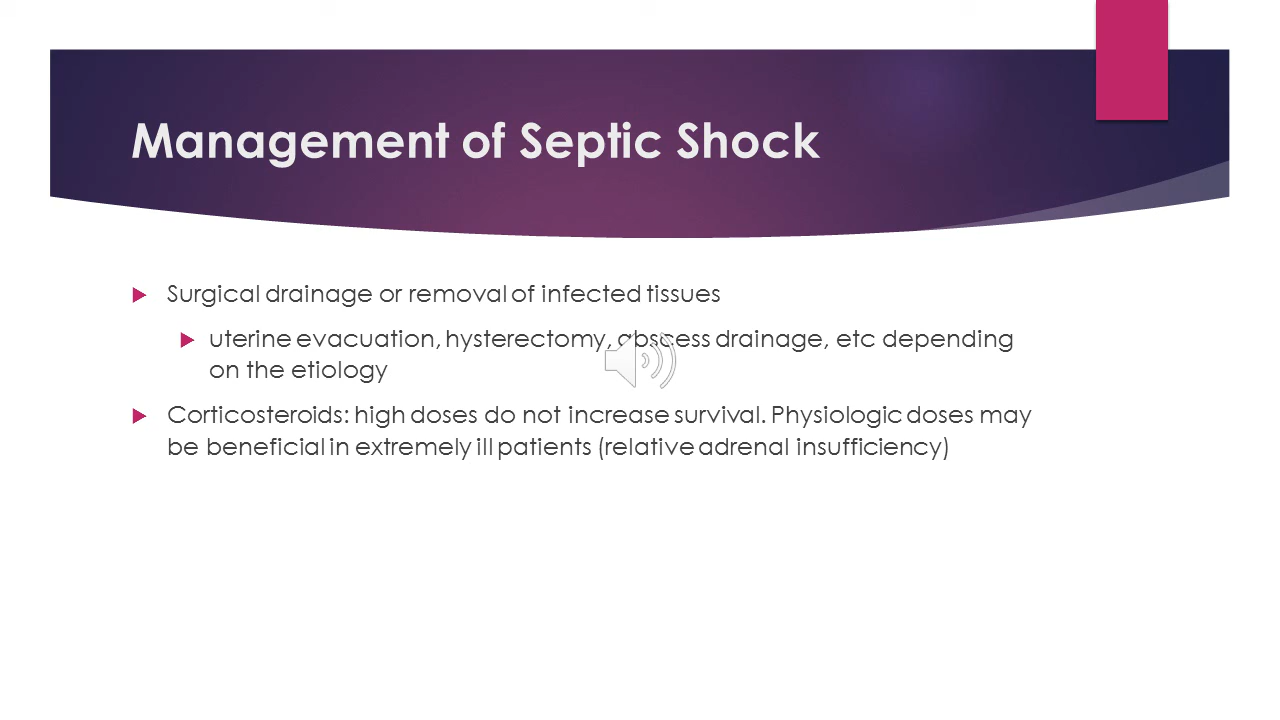 Management of Septic Shock
Surgical drainage or removal of infected tissues
uterine evacuation, hysterectomy, abscess drainage, etc depending
on the etiology
Corticosteroids: high doses do not increase survival. Physiologic doses may
be beneficial in extremely ill patients (relative adrenal insufficiency)